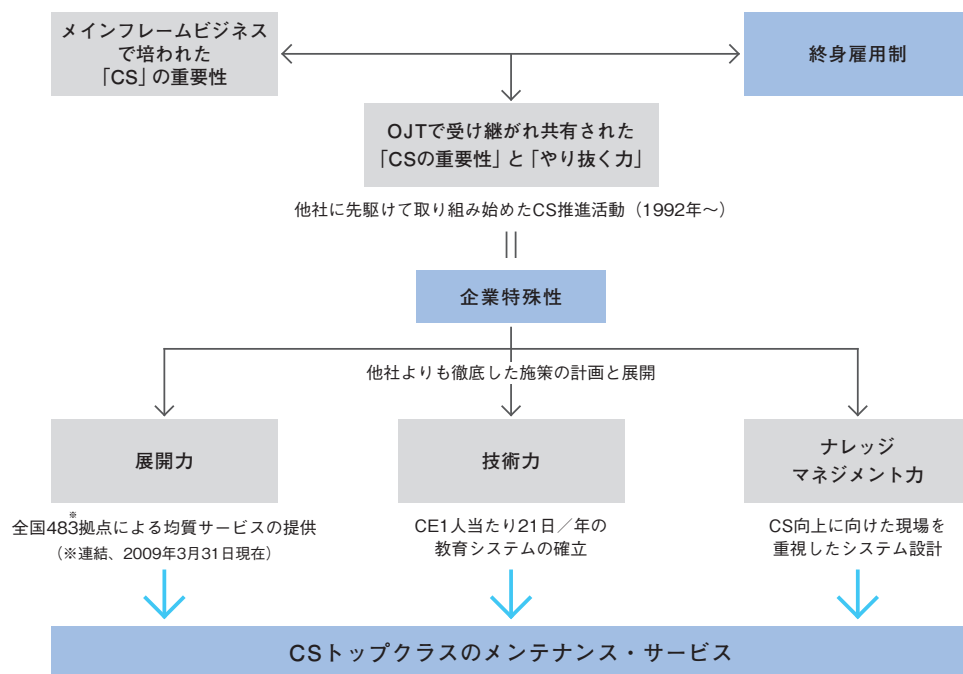 メインフレームビジネス
で培われた
「CS」の重要性
終身雇用制
OJTで受け継がれ共有された
「CSの重要性」と「やり抜く力」
他社に先駆けて取り組み始めたCS推進活動（1992年〜）
企業特殊性
他社よりも徹底した施策の計画と展開
展開力
技術力
ナレッジ
マネジメント力
全国483※拠点による均質サービスの提供
（※連結、2009年3月31日現在）
CE1人当たり21日／年の
教育システムの確立
CS向上に向けた現場を
重視したシステム設計
CSトップクラスのメンテナンス・サービス